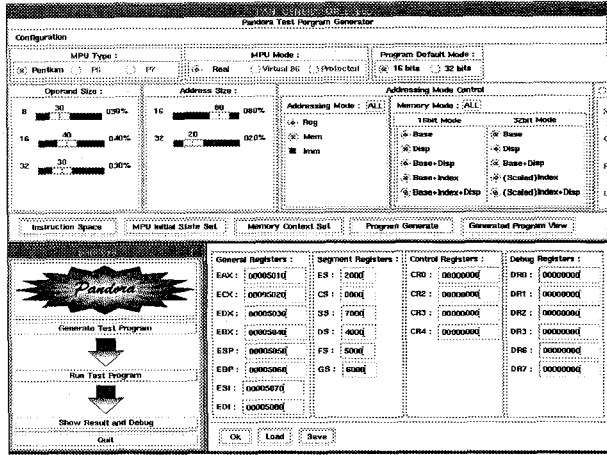 Pandora Test Porgram Generator
Configuration
MPU Type :
Pentium P6 P7
MPU Mode :
Real Virtual 86 Protected
Program Default Mode :
16 bits 32 bits
Operand Size :
8 30 030%
16 40 040%
32 30 030%
Address Size :
16 80 080%
32 20 020%
Addressing Mode Control
Addressing Mode : ALL
Reg
Mem
Imm
Memory Mode : ALL
16bit Mode
Base
Disp
Base+Disp
Base+Index
Base+Index+Disp
32bit Mode
Base
Disp
Base+Disp
(Scaled)Index
(Scaled)Index+Disp
Instruction Space
MPU Initial State Set
Memory Context Set
Program Generate
Generated Program View
Pandora
Generate Test Program
Run Test Program
Show Result and Debug
Quit
General Registers :
EAX : 00005010
ECX : 00005020
EDX : 00005030
EBX : 00005040
ESP : 00005050
EBP : 00005060
ESI : 00005070
EDI : 00005080
Segment Registers :
ES : 2000
CS : 0800
SS : 7000
DS : 4000
FS : 5000
GS : 6000
Control Registers :
CR0 : 00000000
CR2 : 00000000
CR3 : 00000000
CR4 : 00000000
Debug Registers :
DR0 : 00000000
DR1 : 00000000
DR2 : 00000000
DR3 : 00000000
DR6 : 00000000
DR7 : 00000000
Ok Load Save